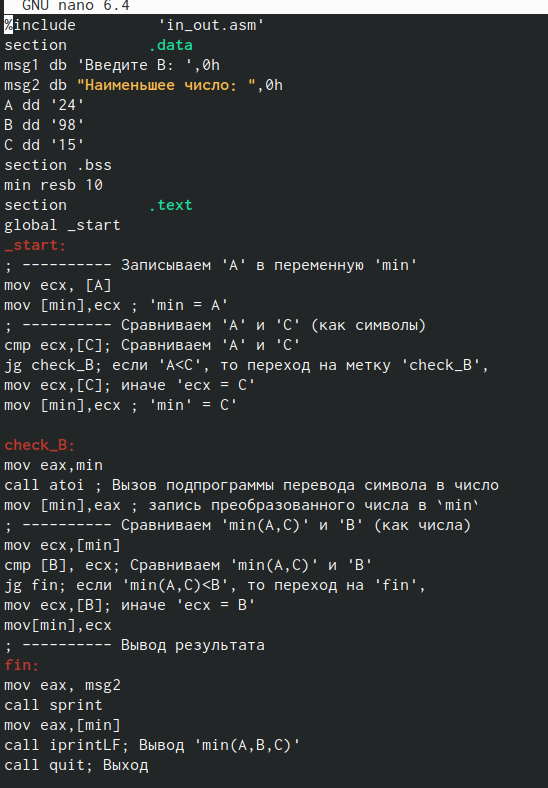 GNU nano 6.4
%include 'in_out.asm'
section .data
msg1 db 'Введите B: ',0h
msg2 db "Наименьшее число: ",0h
A dd '24'
B dd '98'
C dd '15'
section .bss
min resb 10
section .text
global _start
_start:
; ---------- Записываем 'A' в переменную 'min'
mov ecx, [A]
mov [min],ecx ; 'min = A'
; ---------- Сравниваем 'A' и 'C' (как символы)
cmp ecx,[C]; Сравниваем 'A' и 'C'
jg check_B; если 'A<C', то переход на метку 'check_B',
mov ecx,[C]; иначе 'ecx = C'
mov [min],ecx ; 'min' = C'
check_B:
mov eax,min
call atoi ; Вызов подпрограммы перевода символа в число
mov [min],eax ; запись преобразованного числа в `min`
; ---------- Сравниваем 'min(A,C)' и 'B' (как числа)
mov ecx,[min]
cmp [B], ecx; Сравниваем 'min(A,C)' и 'B'
jg fin; если 'min(A,C)<B', то переход на 'fin',
mov ecx,[B]; иначе 'ecx = B'
mov[min],ecx
; ---------- Вывод результата
fin:
mov eax, msg2
call sprint
mov eax,[min]
call iprintLF; Вывод 'min(A,B,C)'
call quit; Выход